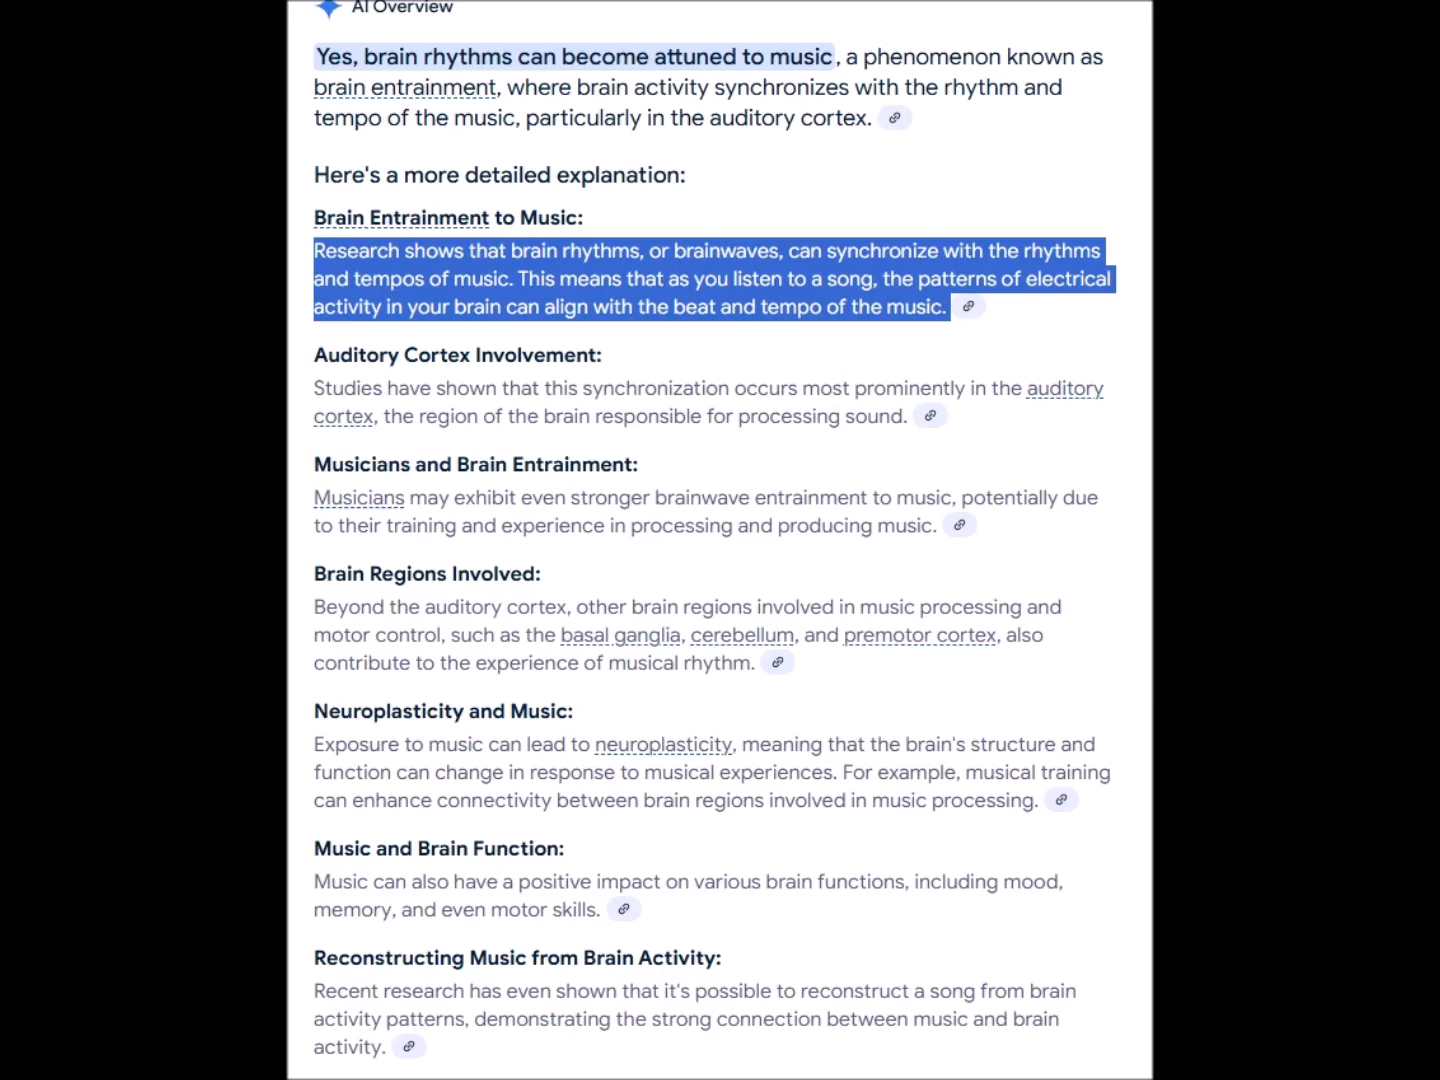 AI Overview
Yes, brain rhythms can become attuned to music, a phenomenon known as
brain entrainment, where brain activity synchronizes with the rhythm and
tempo of the music, particularly in the auditory cortex.
Here's a more detailed explanation:
Brain Entrainment to Music:
Research shows that brain rhythms, or brainwaves, can synchronize with the rhythms
and tempos of music. This means that as you listen to a song, the patterns of electrical
activity in your brain can align with the beat and tempo of the music.
Auditory Cortex Involvement:
Studies have shown that this synchronization occurs most prominently in the auditory
cortex, the region of the brain responsible for processing sound.
Musicians and Brain Entrainment:
Musicians may exhibit even stronger brainwave entrainment to music, potentially due
to their training and experience in processing and producing music.
Brain Regions Involved:
Beyond the auditory cortex, other brain regions involved in music processing and
motor control, such as the basal ganglia, cerebellum, and premotor cortex, also
contribute to the experience of musical rhythm.
Neuroplasticity and Music:
Exposure to music can lead to neuroplasticity, meaning that the brain's structure and
function can change in response to musical experiences. For example, musical training
can enhance connectivity between brain regions involved in music processing.
Music and Brain Function:
Music can also have a positive impact on various brain functions, including mood,
memory, and even motor skills.
Reconstructing Music from Brain Activity:
Recent research has even shown that it's possible to reconstruct a song from brain
activity patterns, demonstrating the strong connection between music and brain
activity.